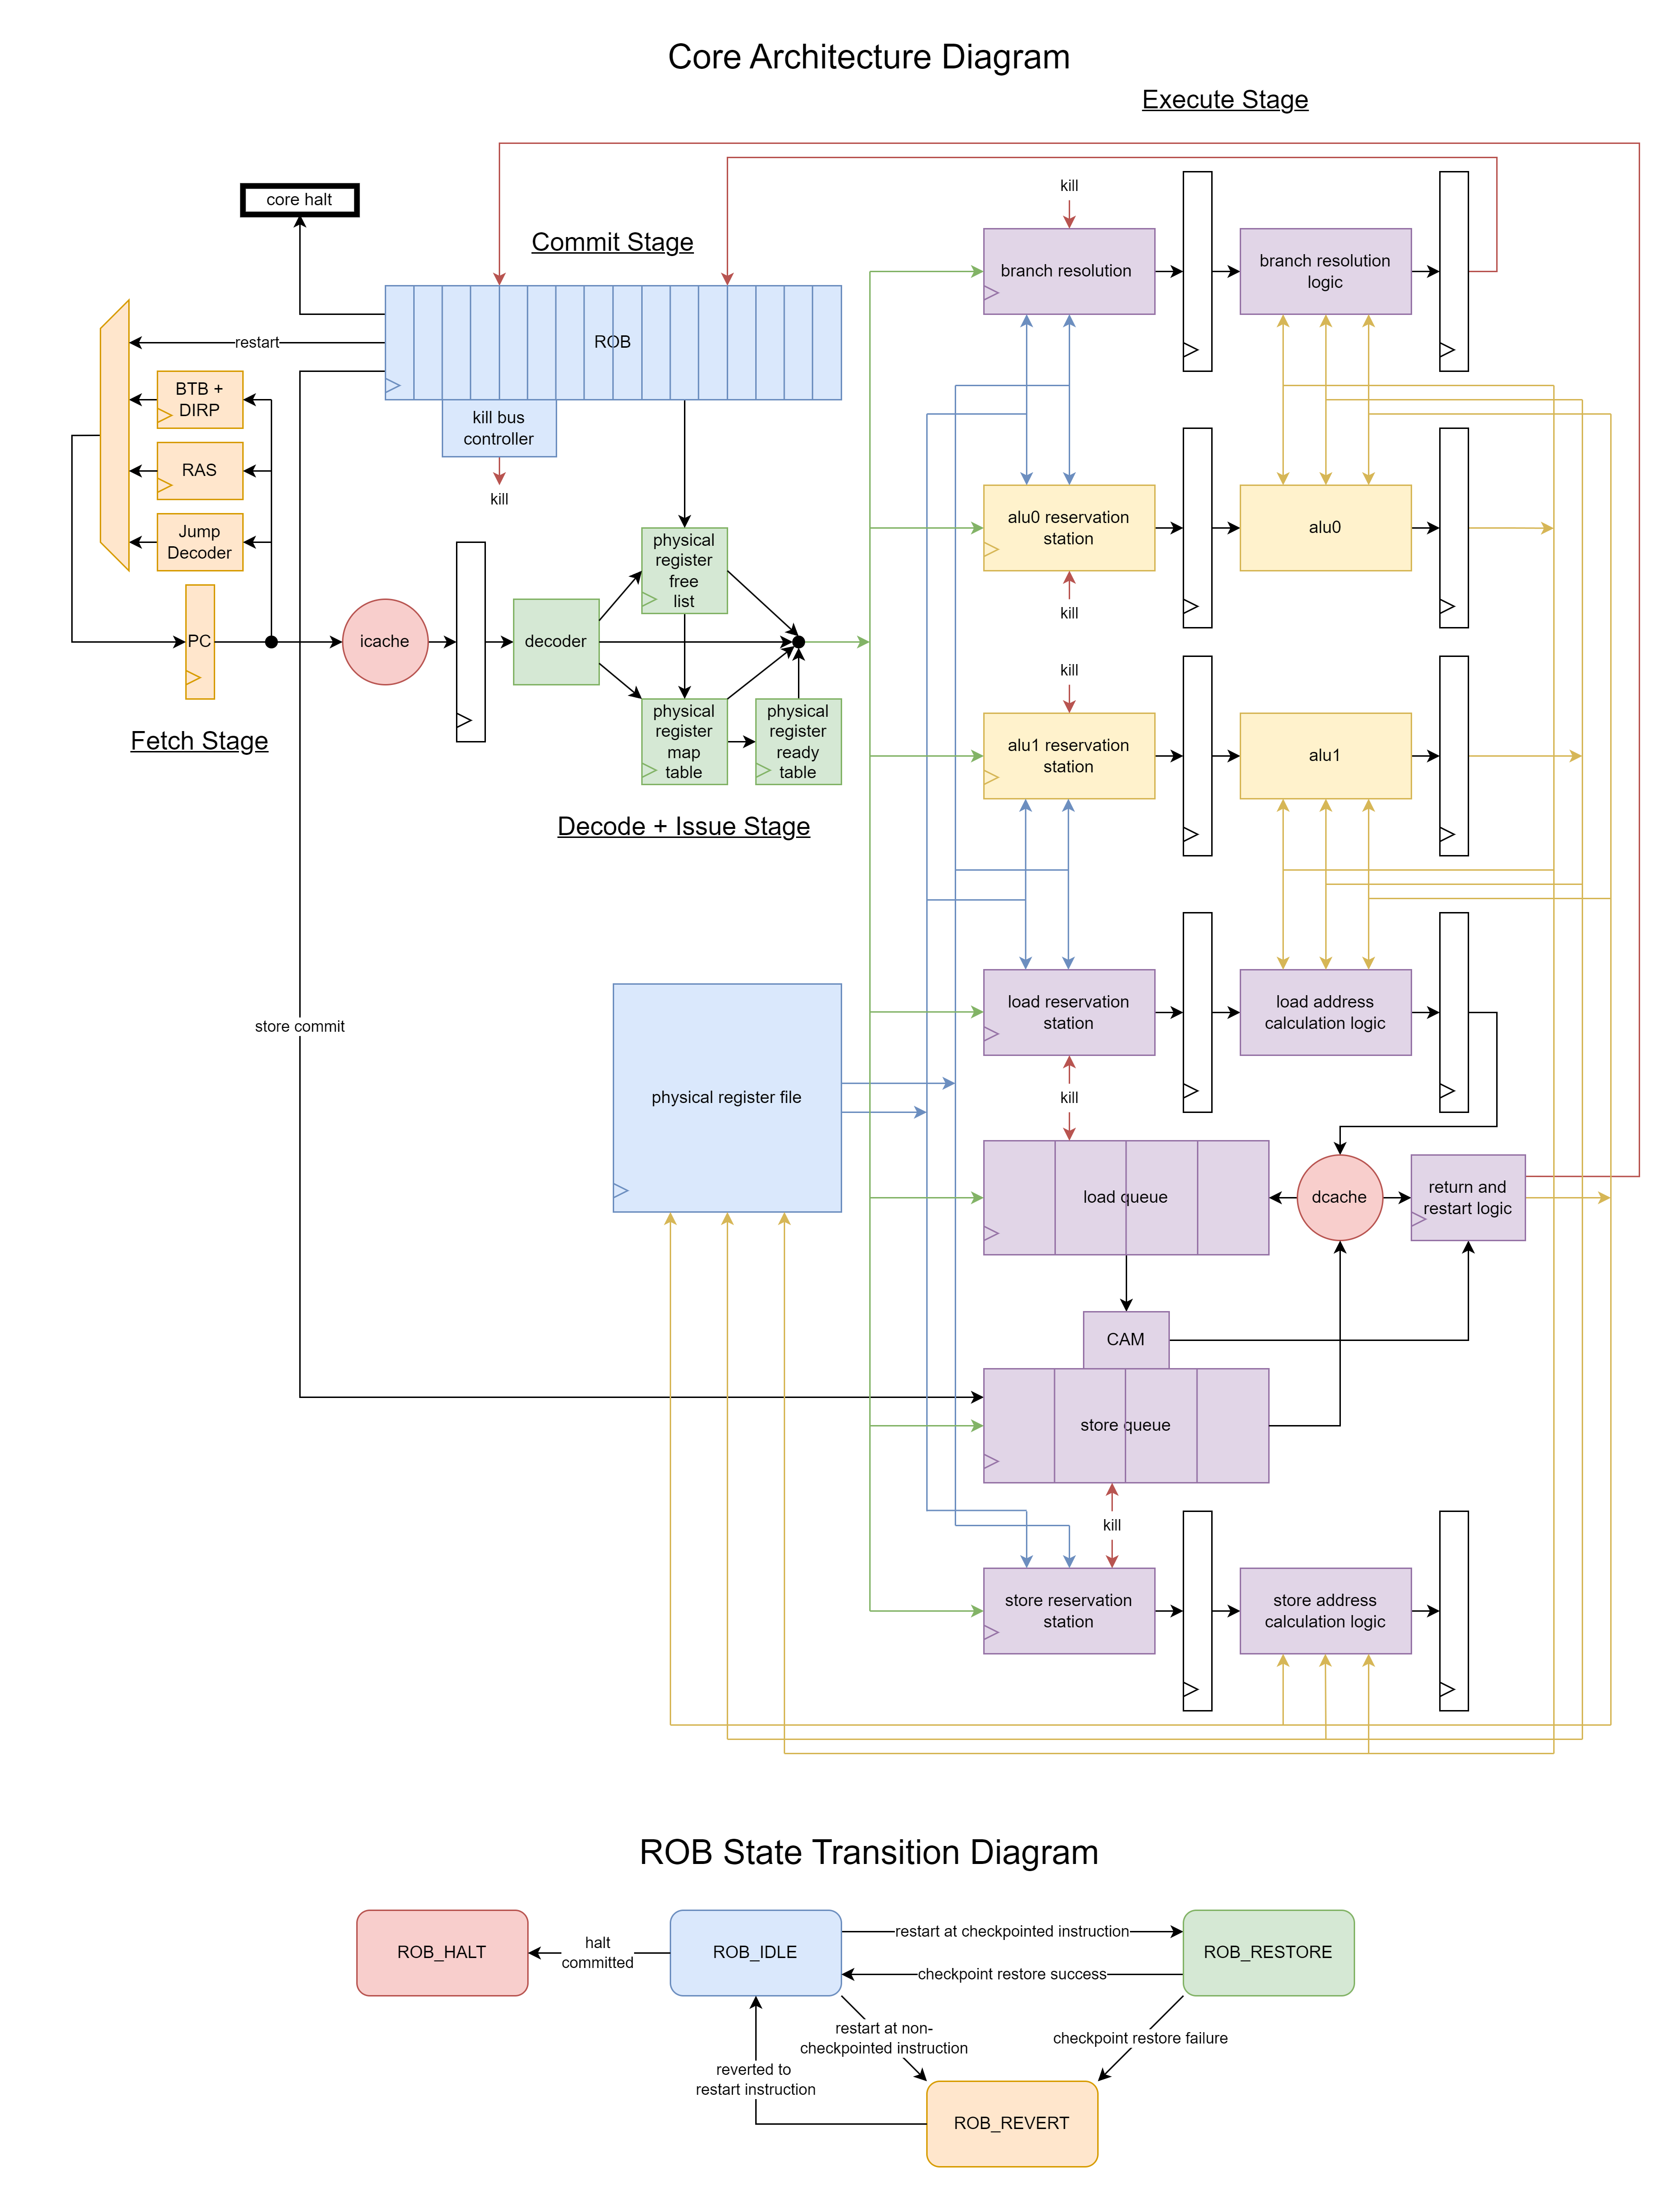 Core Architecture Diagram
Execute Stage
core halt
Commit Stage
kill
branch resolution
branch resolution
logic
restart
ROB
BTB +
DIRP
kill bus
controller
RAS
kill
Jump
Decoder
physical
register
free
list
alu0 reservation
station
alu0
kill
PC
icache
decoder
kill
Fetch Stage
physical
register
map
table
physical
register
ready
table
alu1 reservation
station
alu1
Decode + Issue Stage
store commit
load reservation
station
load address
calculation logic
physical register file
kill
load queue
dcache
return and
restart logic
CAM
store queue
kill
store reservation
station
store address
calculation logic
ROB State Transition Diagram
ROB_HALT
halt
committed
ROB_IDLE
restart at checkpointed instruction
checkpoint restore success
ROB_RESTORE
restart at non-
checkpointed instruction
checkpoint restore failure
reverted to
restart instruction
ROB_REVERT